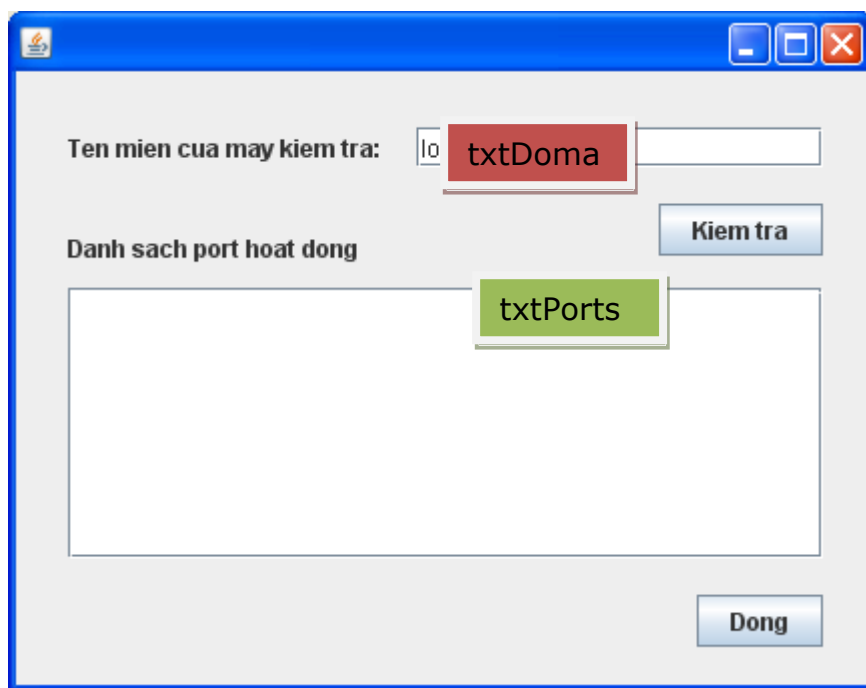 Ten mien cua may kiem tra:
lo
txtDoma
Kiem tra
Danh sach port hoat dong
txtPorts
Dong